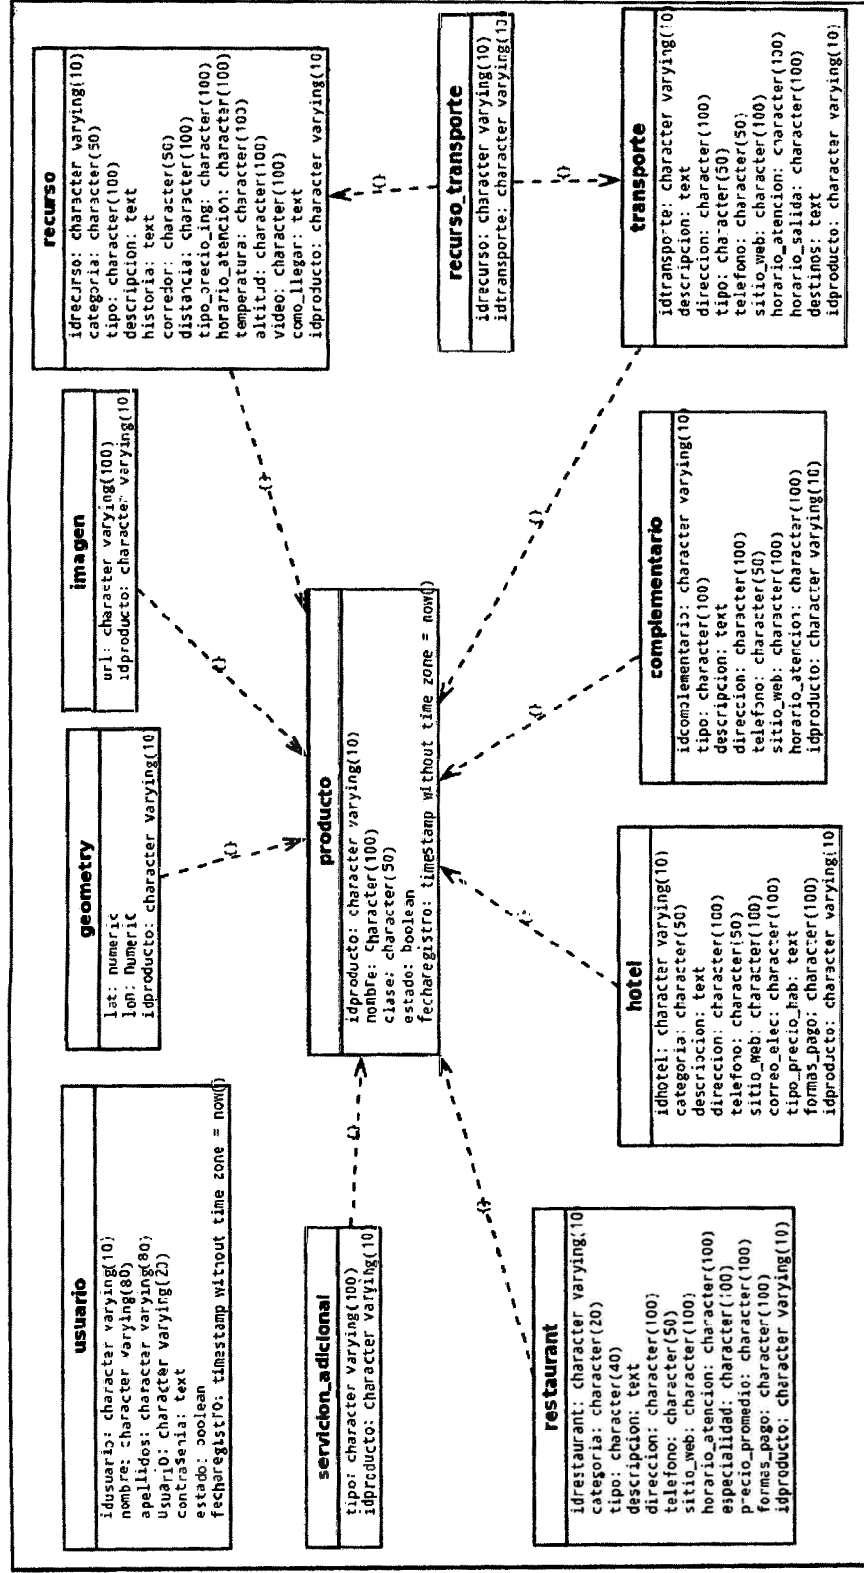 usuario
idusuario: character varying(10)
nombre: character varying(80)
apellidos: character varying(80)
usuario: character varying(20)
contrasenia: text
estado: boolean
fecharegistro: timestamp without time zone = now()
geometry
lat: numeric
lon: numeric
idproducto: character varying(10)
imagen
url: character varying(100)
idproducto: character varying(10)
recurso
idrecurso: character varying(10)
categoria: character(50)
tipo: character(100)
descripcion: text
historia: text
corredor: character(50)
distancia: character(100)
tipo_precio_ing: character(100)
horario_atencion: character(100)
temperatura: character(100)
altitud: character(100)
video: character(100)
como_llegar: text
idproducto: character varying(10)
{}
{}
{}
{}
servicion_adicional
tipo: character varying(100)
idproducto: character varying(10)
{}
producto
idproducto: character varying(10)
nombre: character(100)
clase: character(50)
estado: boolean
fecharegistro: timestamp without time zone = now()
recurso_transporte
idrecurso: character varying(10)
idtransporte: character varying(10)
{}
{}
{}
{}
{}
restaurant
idrestaurant: character varying(10)
categoria: character(20)
tipo: character(40)
descripcion: text
direccion: character(100)
telefono: character(50)
sitio_web: character(100)
horario_atencion: character(100)
especialidad: character(100)
precio_promedio: character(100)
formas_pago: character(100)
idproducto: character varying(10)
hotel
idhotel: character varying(10)
categoria: character(50)
descripcion: text
direccion: character(100)
telefono: character(50)
sitio_web: character(100)
correo_elec: character(100)
tipo_precio_hab: text
formas_pago: character(100)
idproducto: character varying(10)
complementario
idcomplementario: character varying(10)
tipo: character(100)
descripcion: text
direccion: character(100)
telefono: character(50)
sitio_web: character(100)
horario_atencion: character(100)
idproducto: character varying(10)
transporte
idtransporte: character varying(10)
descripcion: text
direccion: character(100)
tipo: character(50)
telefono: character(50)
sitio_web: character(100)
horario_atencion: character(100)
horario_salida: character(100)
destinos: text
idproducto: character varying(10)